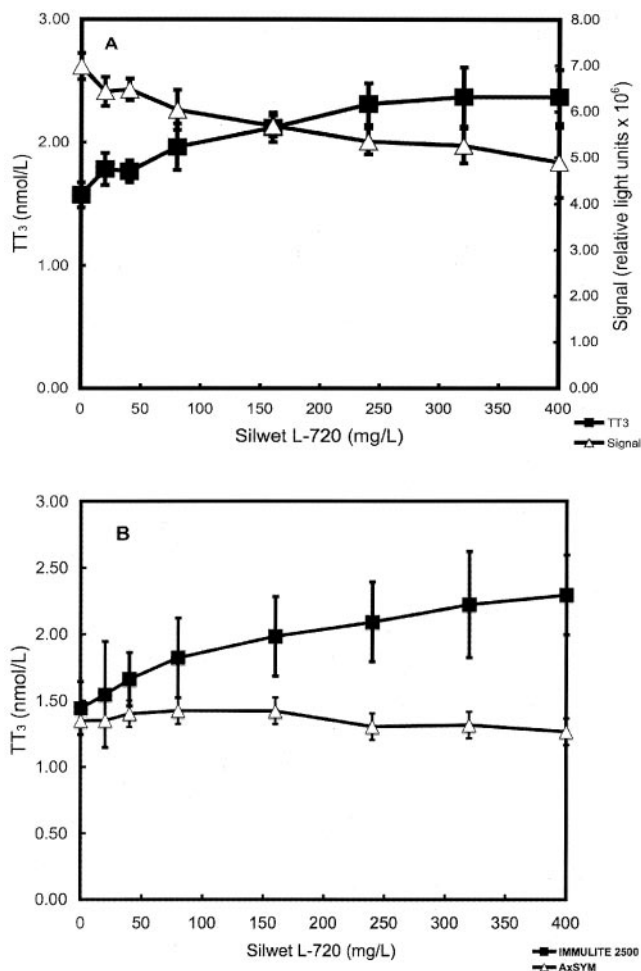 A
3.00
2.00
1.00
0.00
TT3 (nmol/L)
8.00
7.00
6.00
5.00
4.00
3.00
2.00
1.00
0.00
Signal (relative light units x 10^6)
0 50 100 150 200 250 300 350 400
Silwet L-720 (mg/L)
TT3
Signal
B
3.00
2.50
2.00
1.50
1.00
0.50
0.00
TT3 (nmol/L)
0 50 100 150 200 250 300 350 400
Silwet L-720 (mg/L)
IMMULITE 2500
AxSYM